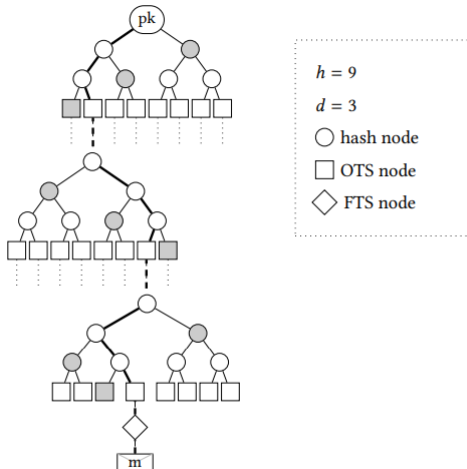 pk
h = 9
d = 3
hash node
OTS node
FTS node
m